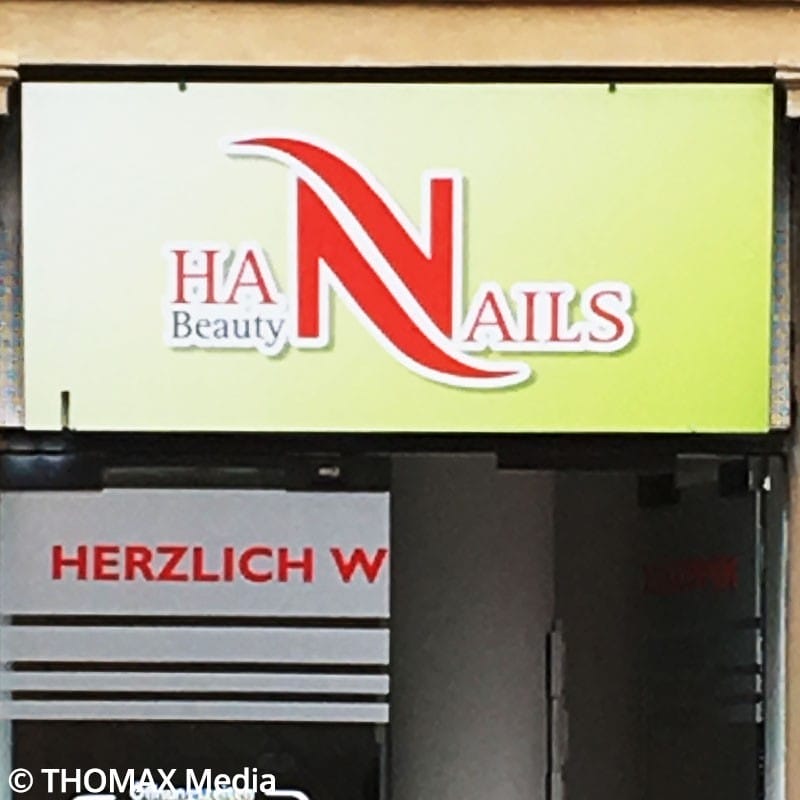 HA NAILS
Beauty
HERZLICH W
© THOMAX Media